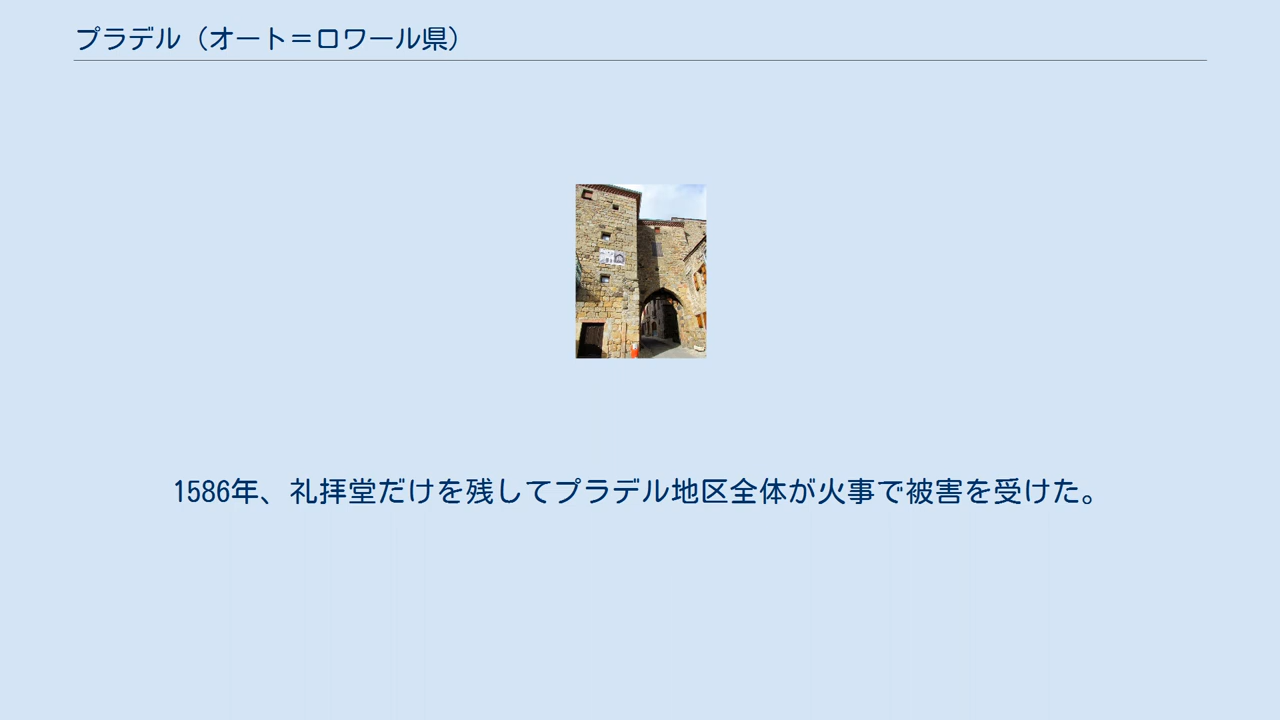 プラデル（オート＝ロワール県）
1586年、礼拝堂だけを残してプラデル地区全体が火事で被害を受けた。